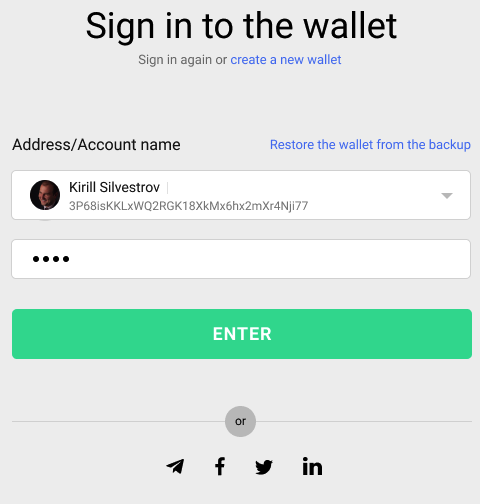 Sign in to the wallet
Sign in again or create a new wallet
Address/Account name
Restore the wallet from the backup
Kirill Silvestrov
3P68isKKLxWQ2RGK18XkMx6hx2mXr4Nji77
••••
ENTER
or